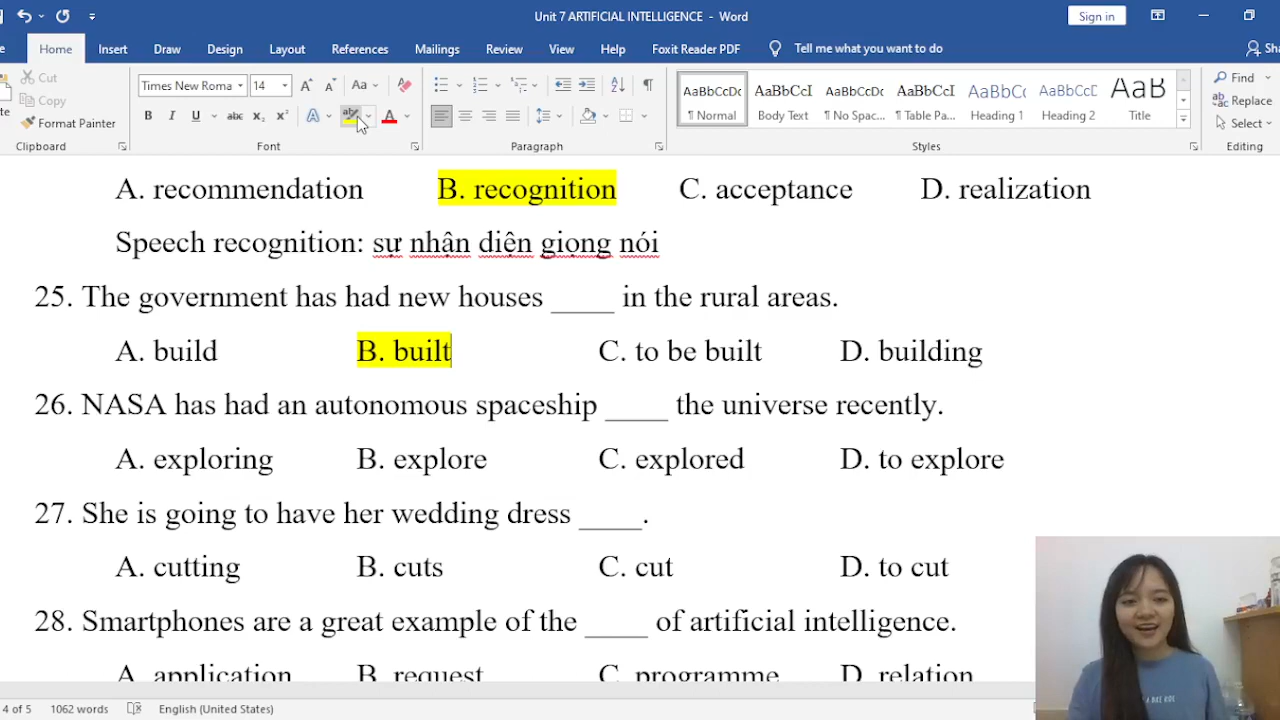 Unit 7 ARTIFICIAL INTELLIGENCE - Word
Sign in
Home Insert Draw Design Layout References Mailings Review View Help Foxit Reader PDF Tell me what you want to do
Cut
Copy
Format Painter
Clipboard
Times New Roma 14
Font
Paragraph
AaBbCcDc AaBbCcI AaBbCcDc AaBbCcI AaBbCc AaBbCcD AaB
¶ Normal Body Text ¶ No Spac... ¶ Table Pa... Heading 1 Heading 2 Title
Styles
Find
Replace
Select
Editing
A. recommendation B. recognition C. acceptance D. realization
Speech recognition: sự nhận diện giọng nói
25. The government has had new houses ____ in the rural areas.
A. build B. built C. to be built D. building
26. NASA has had an autonomous spaceship ____ the universe recently.
A. exploring B. explore C. explored D. to explore
27. She is going to have her wedding dress ____.
A. cutting B. cuts C. cut D. to cut
28. Smartphones are a great example of the ____ of artificial intelligence.
A. application B. request C. programme D. relation
4 of 5 1062 words English (United States)